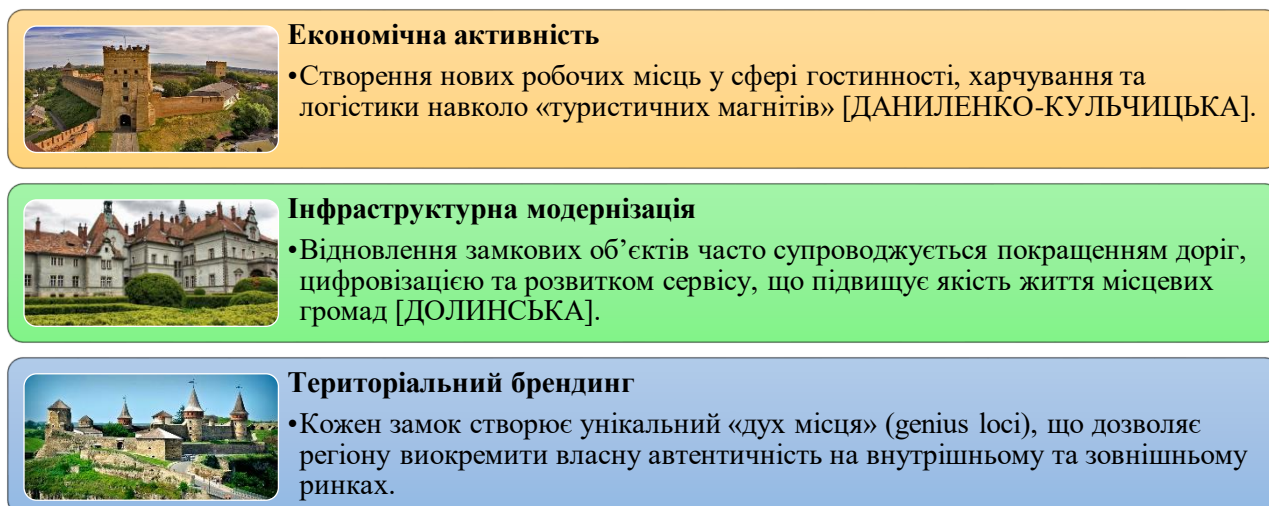 Економічна активність
•Створення нових робочих місць у сфері гостинності, харчування та
логістики навколо «туристичних магнітів» [ДАНИЛЕНКО-КУЛЬЧИЦЬКА].
Інфраструктурна модернізація
•Відновлення замкових об’єктів часто супроводжується покращенням доріг,
цифровізацією та розвитком сервісу, що підвищує якість життя місцевих
громад [ДОЛИНСЬКА].
Територіальний брендинг
•Кожен замок створює унікальний «дух місця» (genius loci), що дозволяє
регіону виокремити власну автентичність на внутрішньому та зовнішньому
ринках.